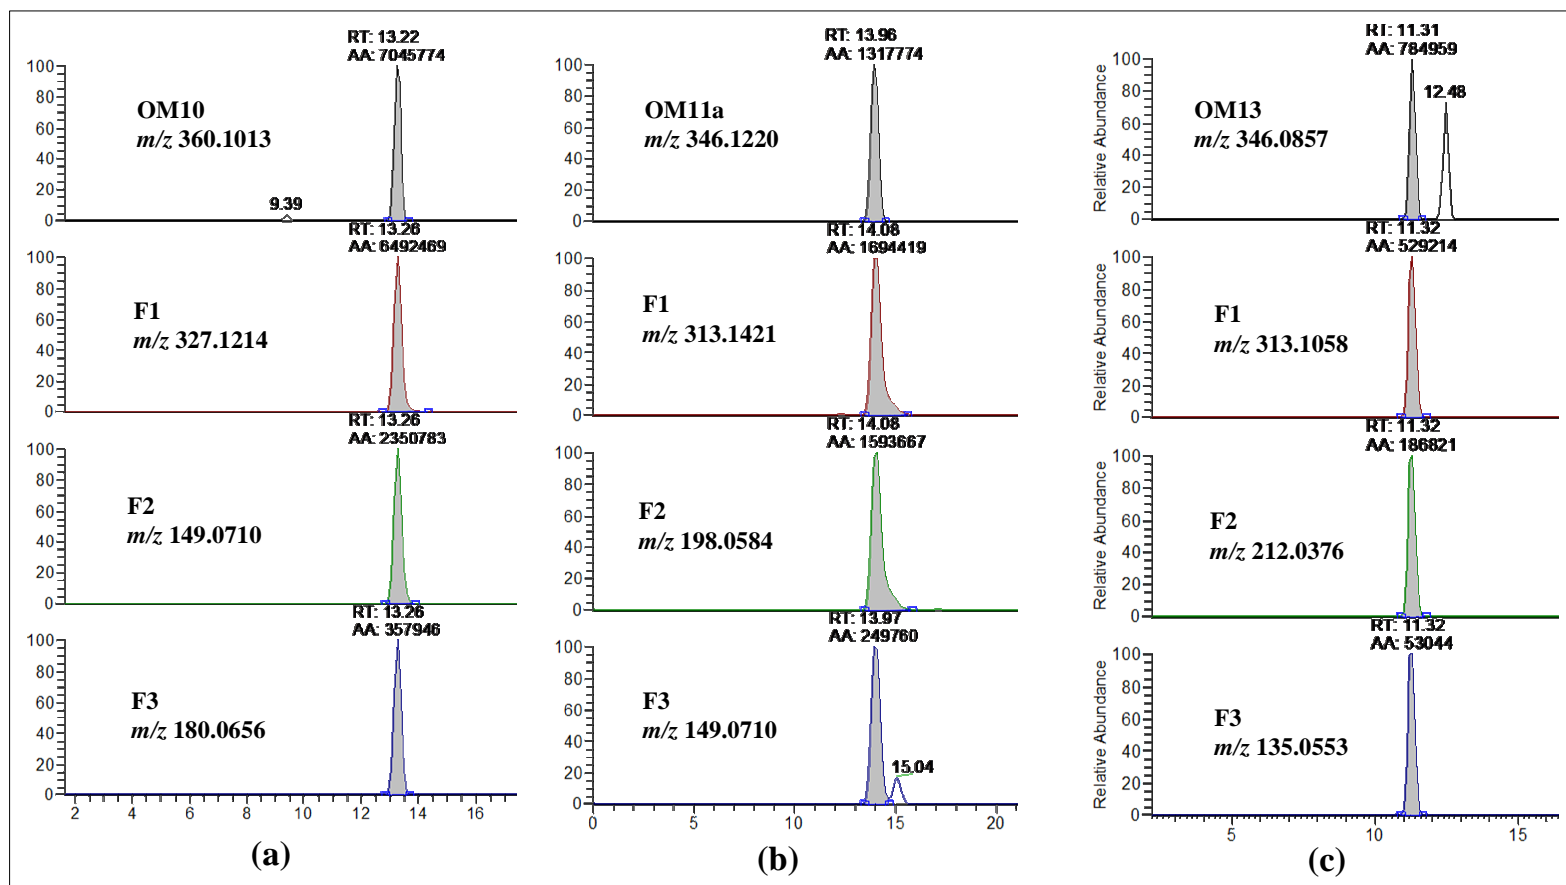 RT: 13.22
AA: 7045774
100
80
60
40
20
0
OM10
m/z 360.1013
9.39
RT: 13.26
AA: 6492469
100
80
60
40
20
0
F1
m/z 327.1214
RT: 13.26
AA: 2350783
100
80
60
40
20
0
F2
m/z 149.0710
RT: 13.26
AA: 357946
100
80
60
40
20
0
F3
m/z 180.0656
2 4 6 8 10 12 14 16
(a)
RT: 13.96
AA: 1317774
100
80
60
40
20
0
OM11a
m/z 346.1220
RT: 14.08
AA: 1694419
100
80
60
40
20
0
F1
m/z 313.1421
RT: 14.08
AA: 1593667
100
80
60
40
20
0
F2
m/z 198.0584
RT: 13.97
AA: 249760
100
80
60
40
20
0
F3
m/z 149.0710
15.04
0 5 10 15 20
(b)
RT: 11.31
AA: 784959
Relative Abundance
100
80
60
40
20
0
OM13
m/z 346.0857
12.48
RT: 11.32
AA: 529214
Relative Abundance
100
80
60
40
20
0
F1
m/z 313.1058
RT: 11.32
AA: 186821
Relative Abundance
100
80
60
40
20
0
F2
m/z 212.0376
RT: 11.32
AA: 53044
Relative Abundance
100
80
60
40
20
0
F3
m/z 135.0553
5 10 15
(c)